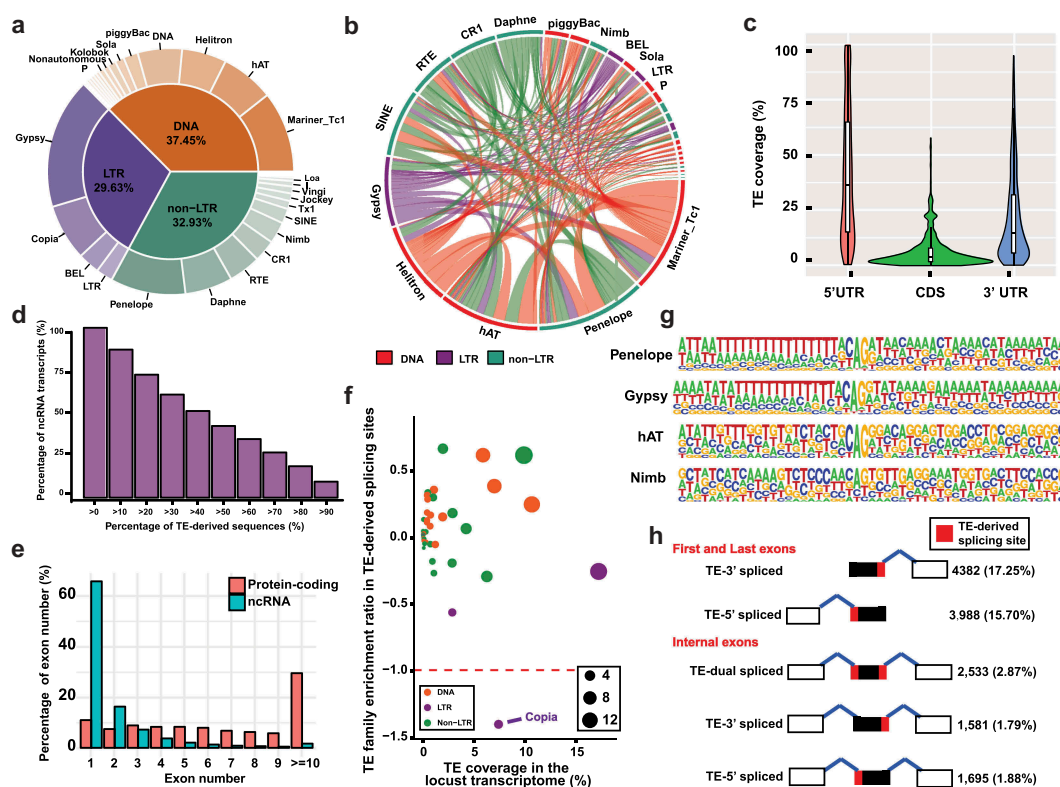 a
piggyBac
DNA
Sola
Helitron
Kolobok
Nonautonomous
P
hAT
Gypsy
Mariner_Tc1
DNA
37.45%
LTR
29.63%
non-LTR
32.93%
Loa
I
Vingi
Jockey
Tx1
SINE
Nimb
CR1
RTE
Daphne
Penelope
LTR
BEL
Copia
b
Daphne
piggyBac
Nimb
BEL
Sola
LTR
P
CR1
RTE
SINE
Gypsy
Helitron
hAT
Penelope
Mariner_Tc1
DNA
LTR
non-LTR
c
TE coverage (%)
100
75
50
25
0
5'UTR
CDS
3' UTR
d
Percentage of ncRNA transcripts (%)
100
75
50
25
0
>0
>10
>20
>30
>40
>50
>60
>70
>80
>90
Percentage of TE-derived sequences (%)
e
Percentage of exon number (%)
60
40
20
0
Protein-coding
ncRNA
1
2
3
4
5
6
7
8
9
>=10
Exon number
f
TE family enrichment ratio in TE-derived splicing sites
0.5
0.0
−0.5
−1.0
−1.5
DNA
LTR
Non-LTR
Copia
4
8
12
0
5
10
15
TE coverage in the
locust transcriptome (%)
g
Penelope
Gypsy
hAT
Nimb
h
TE-derived
splicing site
First and Last exons
TE-3' spliced
4382 (17.25%)
TE-5' spliced
3,988 (15.70%)
Internal exons
TE-dual spliced
2,533 (2.87%)
TE-3' spliced
1,581 (1.79%)
TE-5' spliced
1,695 (1.88%)